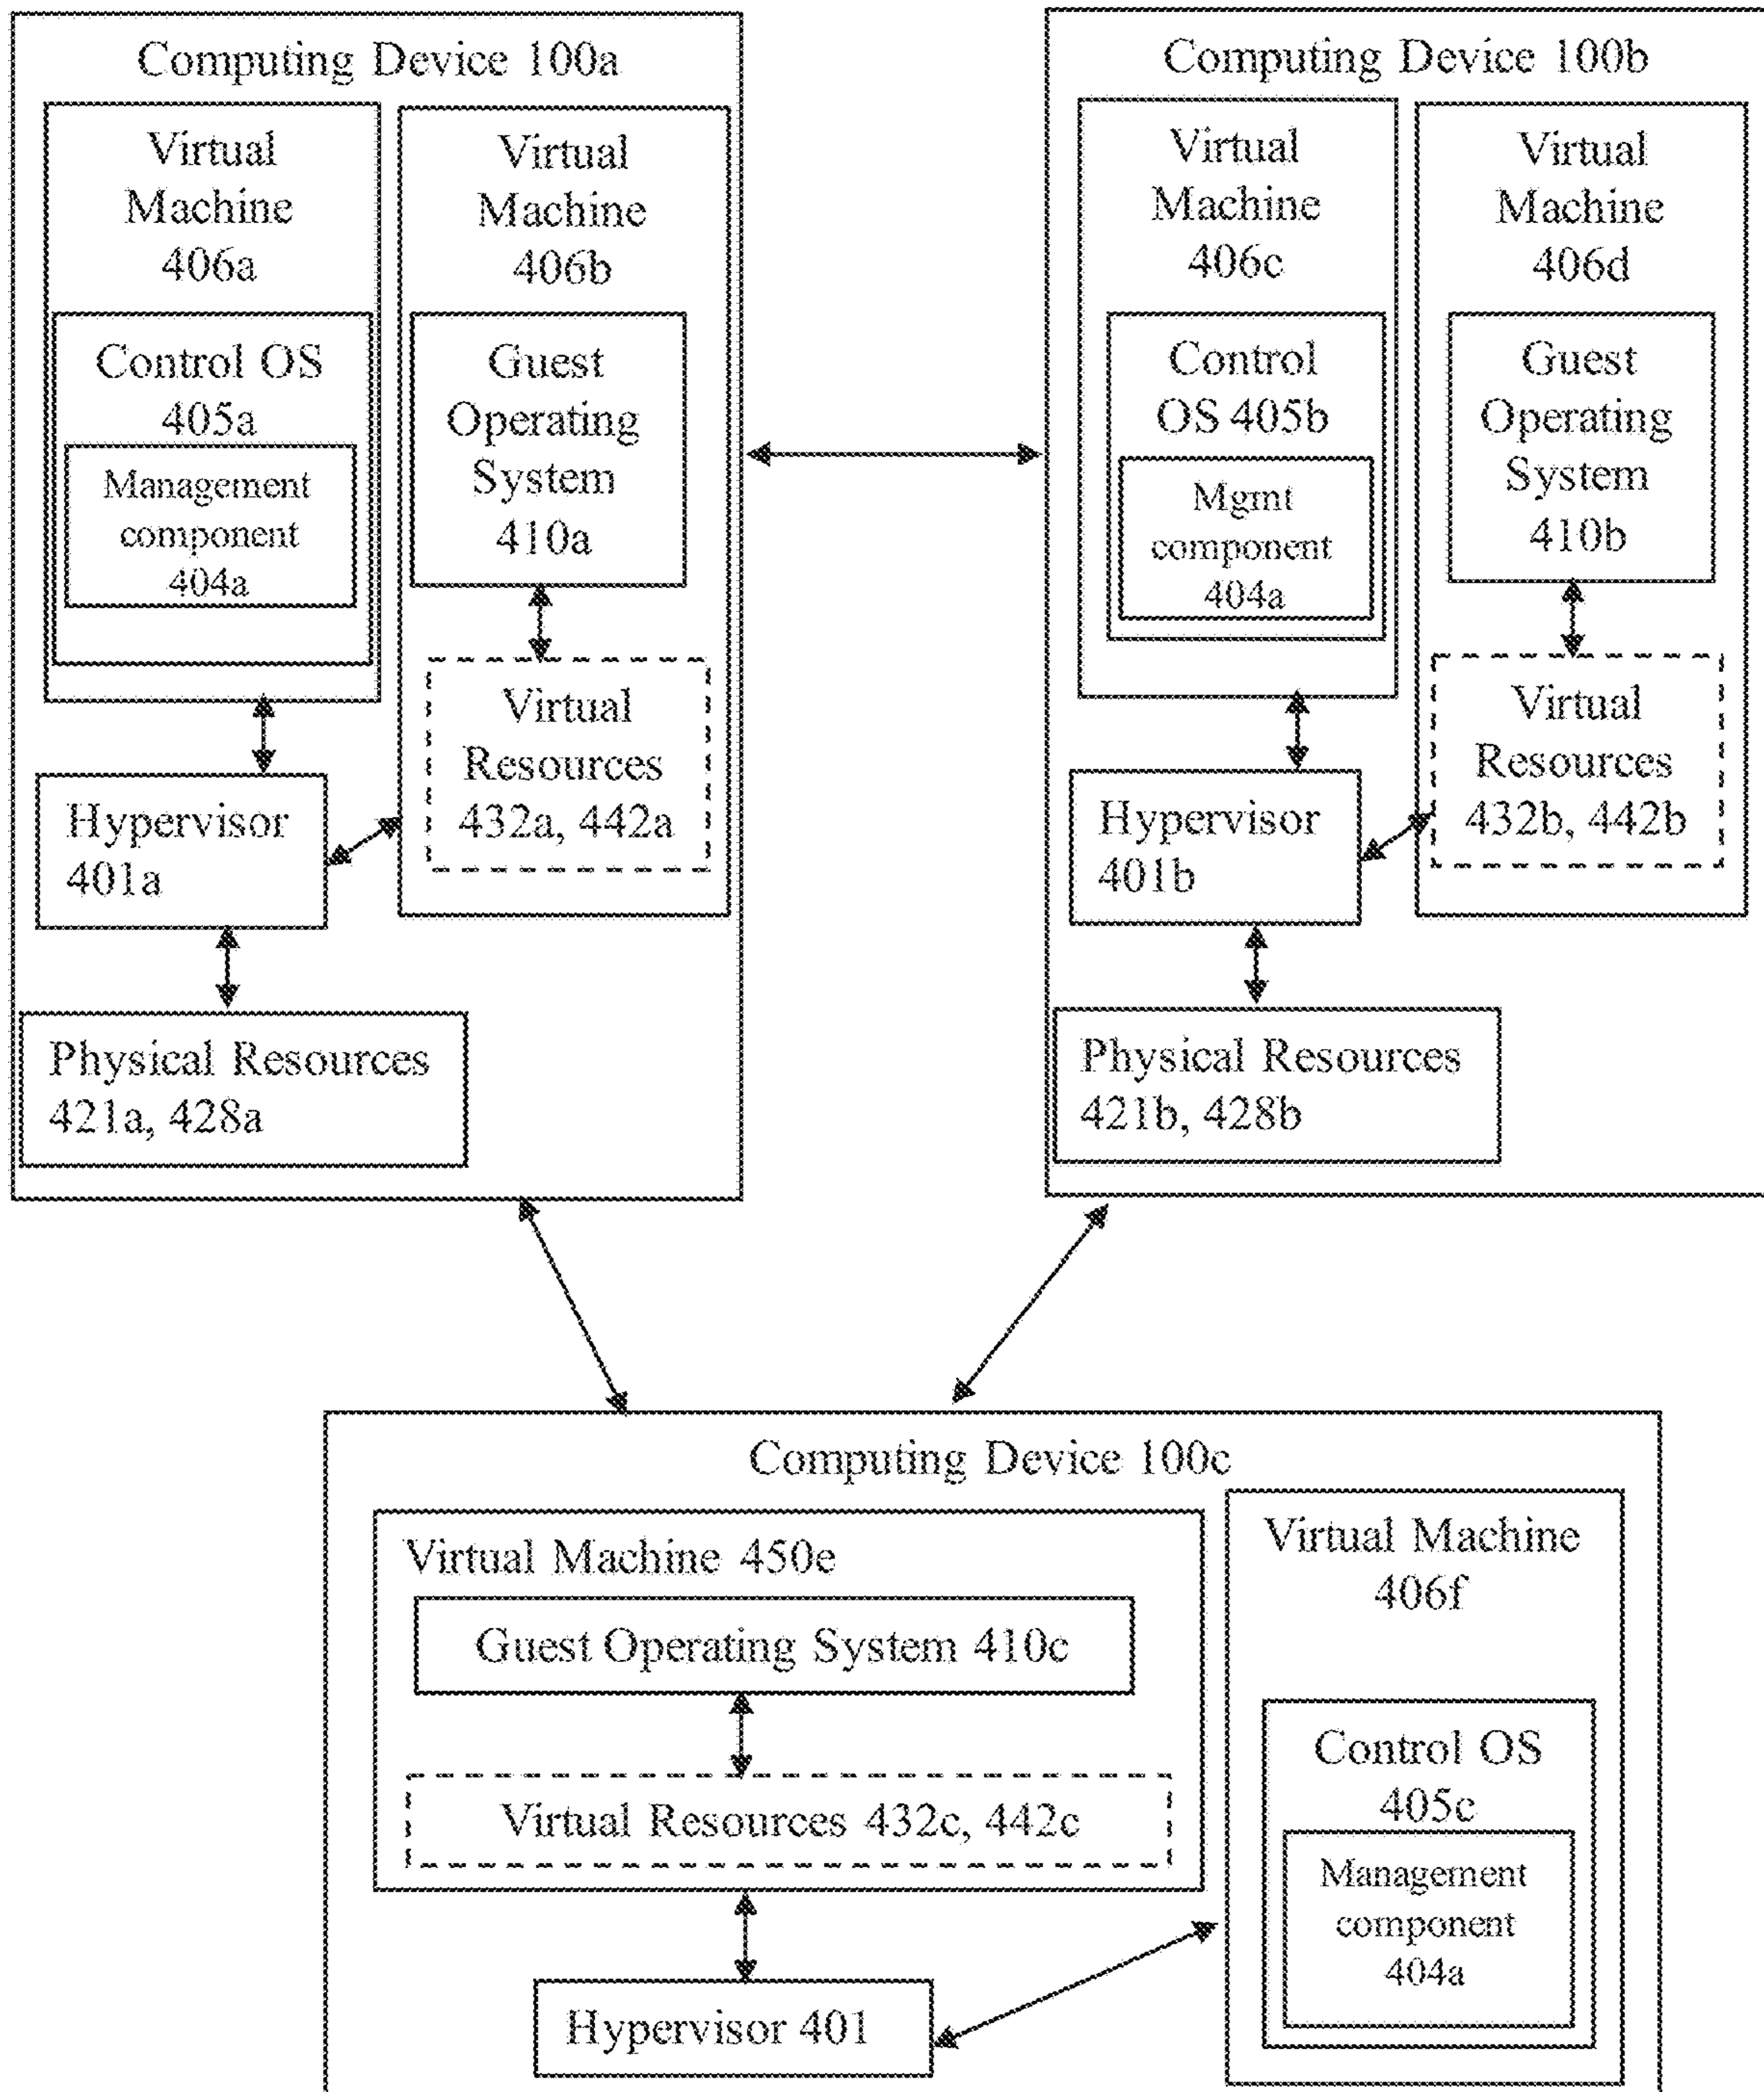 Computing Device 100a
Virtual
Machine
406a
Control OS
405a
Management
component
404a
Virtual
Machine
406b
Guest
Operating
System
410a
Virtual
Resources
432a, 442a
Hypervisor
401a
Physical Resources
421a, 428a
Computing Device 100b
Virtual
Machine
406c
Control
OS 405b
Mgmt
component
404a
Virtual
Machine
406d
Guest
Operating
System
410b
Virtual
Resources
432b, 442b
Hypervisor
401b
Physical Resources
421b, 428b
Computing Device 100c
Virtual Machine 450e
Guest Operating System 410c
Virtual Resources 432c, 442c
Hypervisor 401
Virtual Machine
406f
Control OS
405c
Management
component
404a